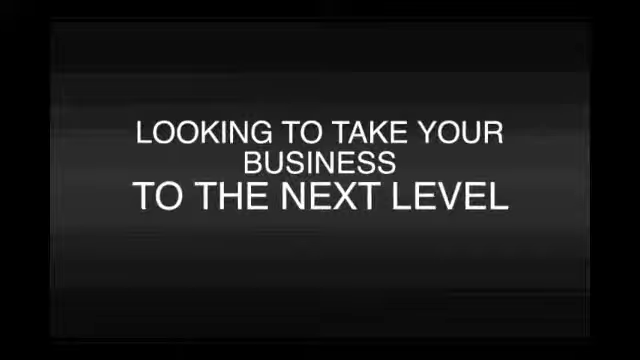 LOOKING TO TAKE YOUR
BUSINESS
TO THE NEXT LEVEL